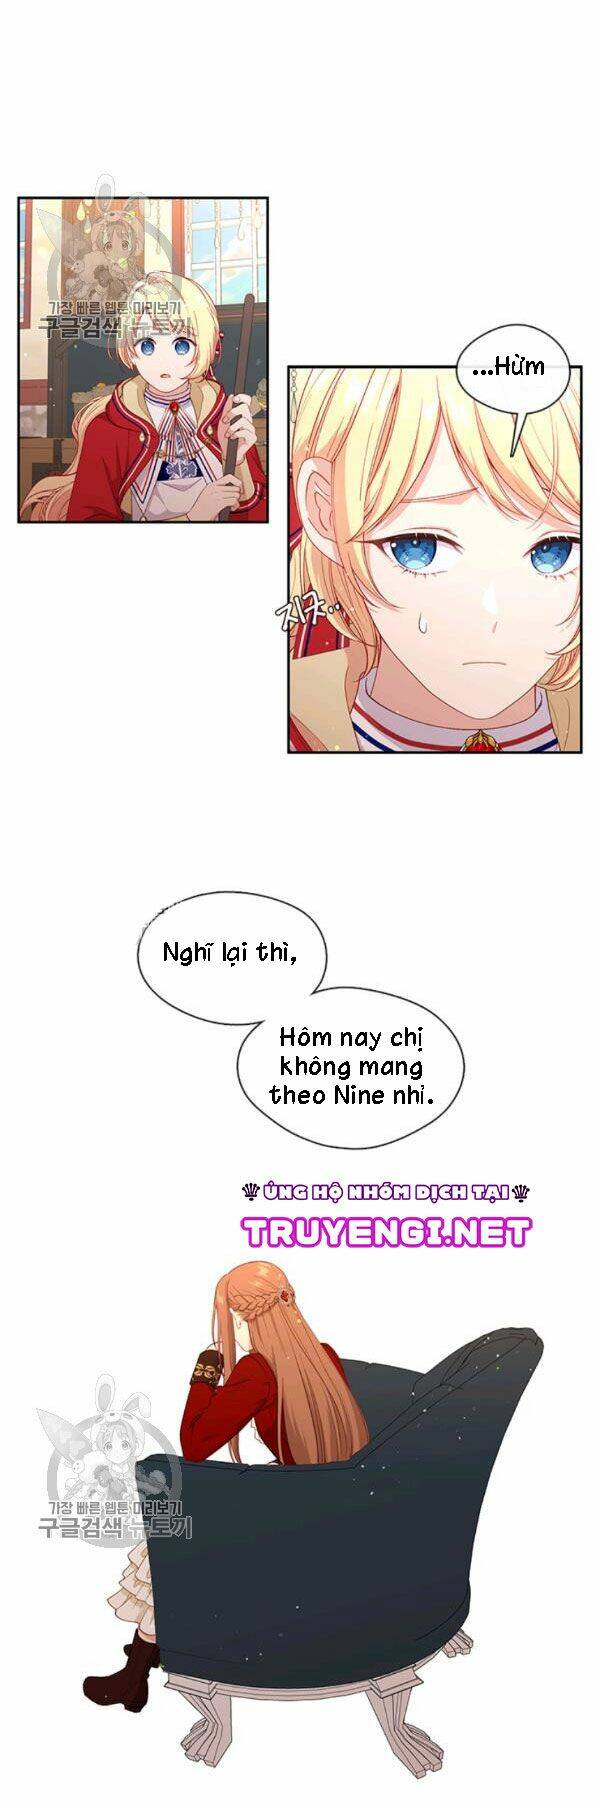 가장 빠른 웹툰 미리보기
구글검색 뉴토끼
...Hừm
지긋..
Nghĩ lại thì,
Hôm nay chị
không mang
theo Nine nhỉ.
ỦNG HỘ NHÓM DỊCH TẠI
TRUYENGI.NET
가장 빠른 웹툰 미리보기
구글검색 뉴토끼